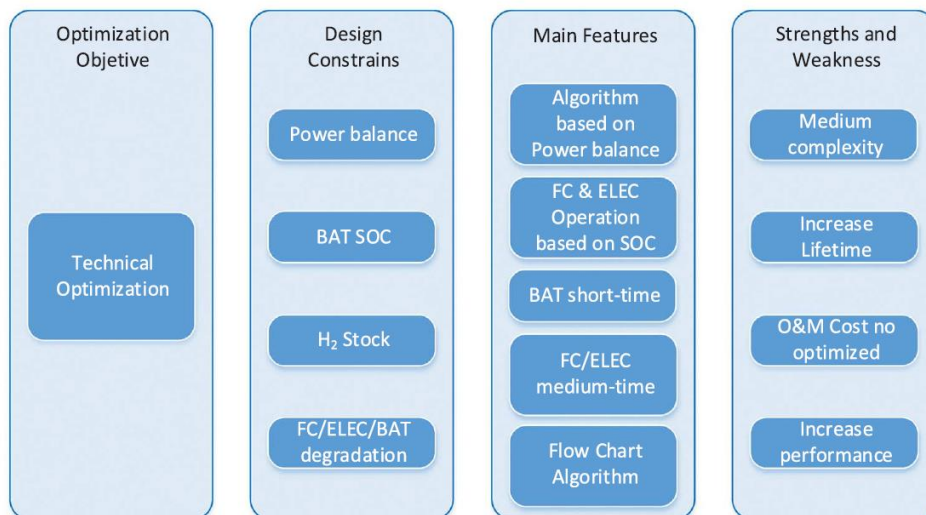 Optimization
Objetive
Technical
Optimization
Design
Constrains
Power balance
BAT SOC
H₂ Stock
FC/ELEC/BAT
degradation
Main Features
Algorithm
based on
Power balance
FC & ELEC
Operation
based on SOC
BAT short-time
FC/ELEC
medium-time
Flow Chart
Algorithm
Strengths and
Weakness
Medium
complexity
Increase
Lifetime
O&M Cost no
optimized
Increase
performance